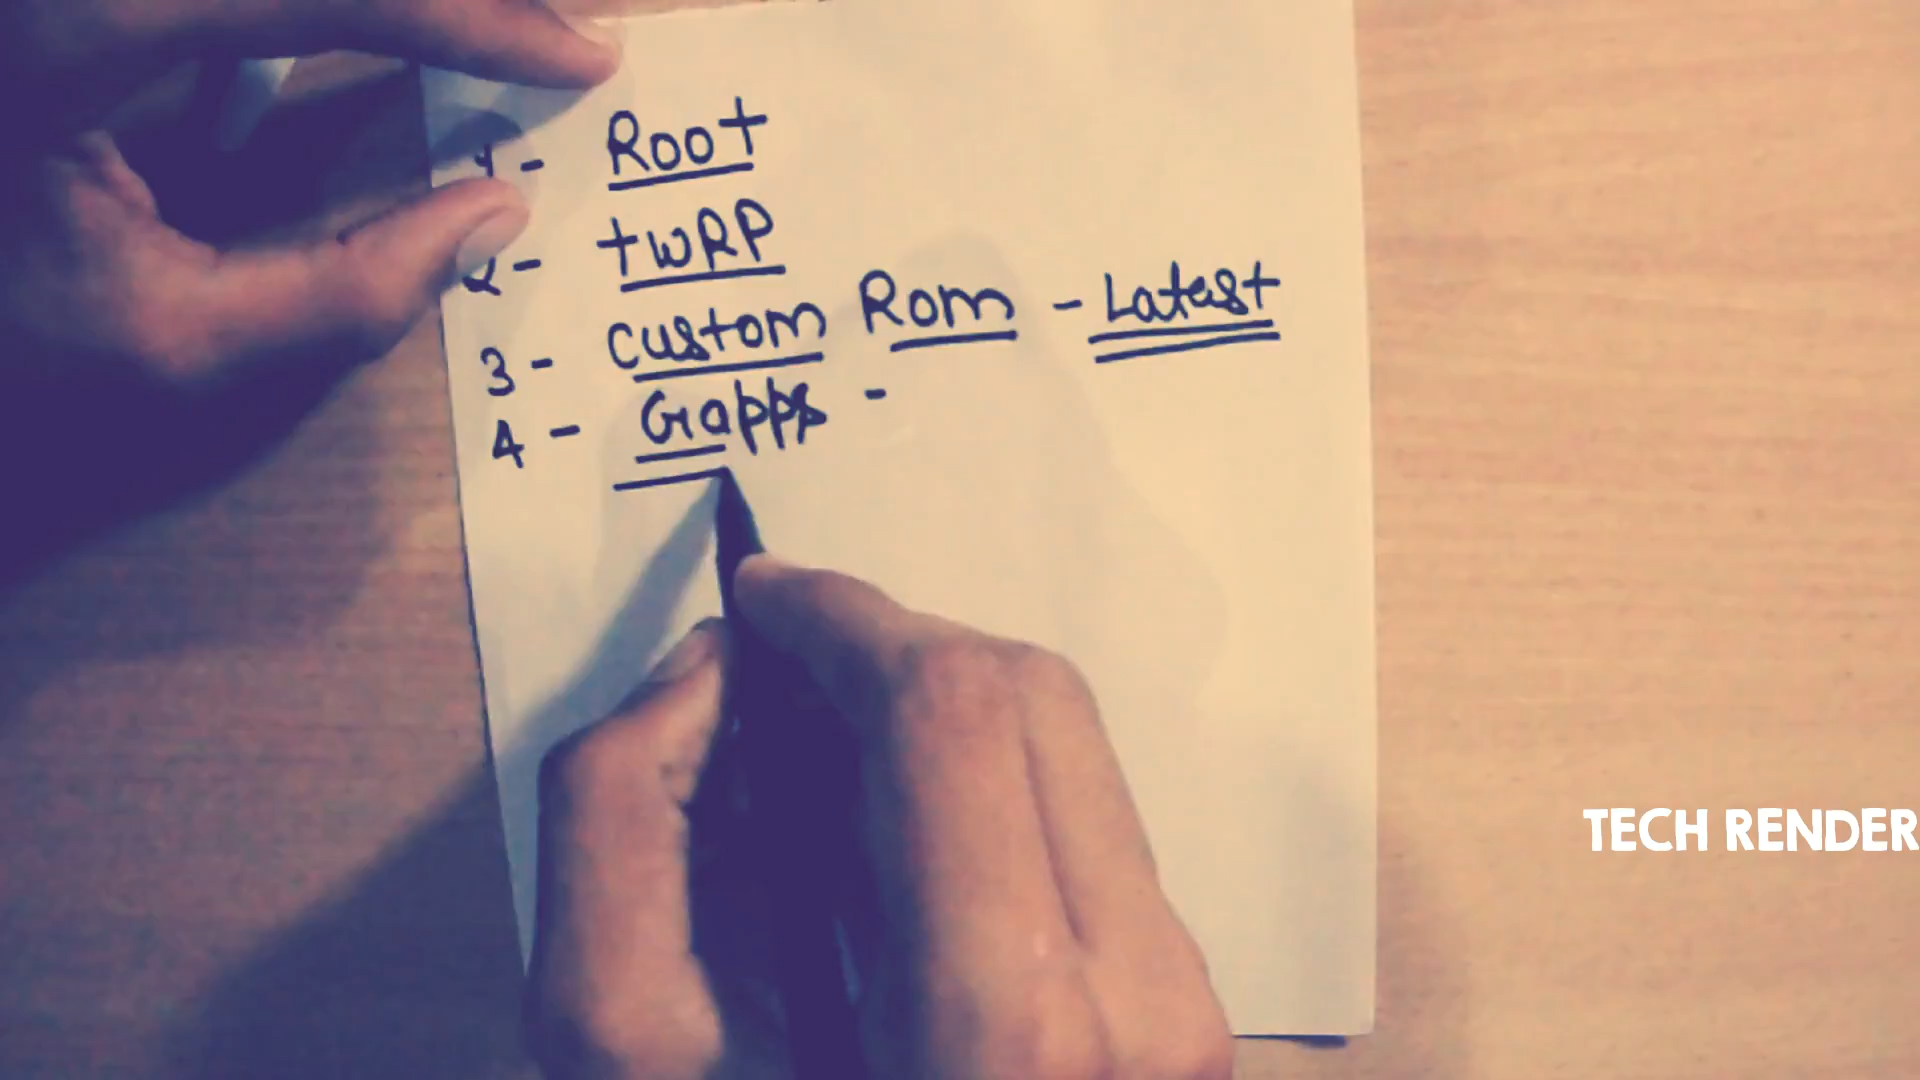 1 - Root
2 - TWRP
3 - Custom Rom - Latest
4 - Gapps -
TECH RENDER